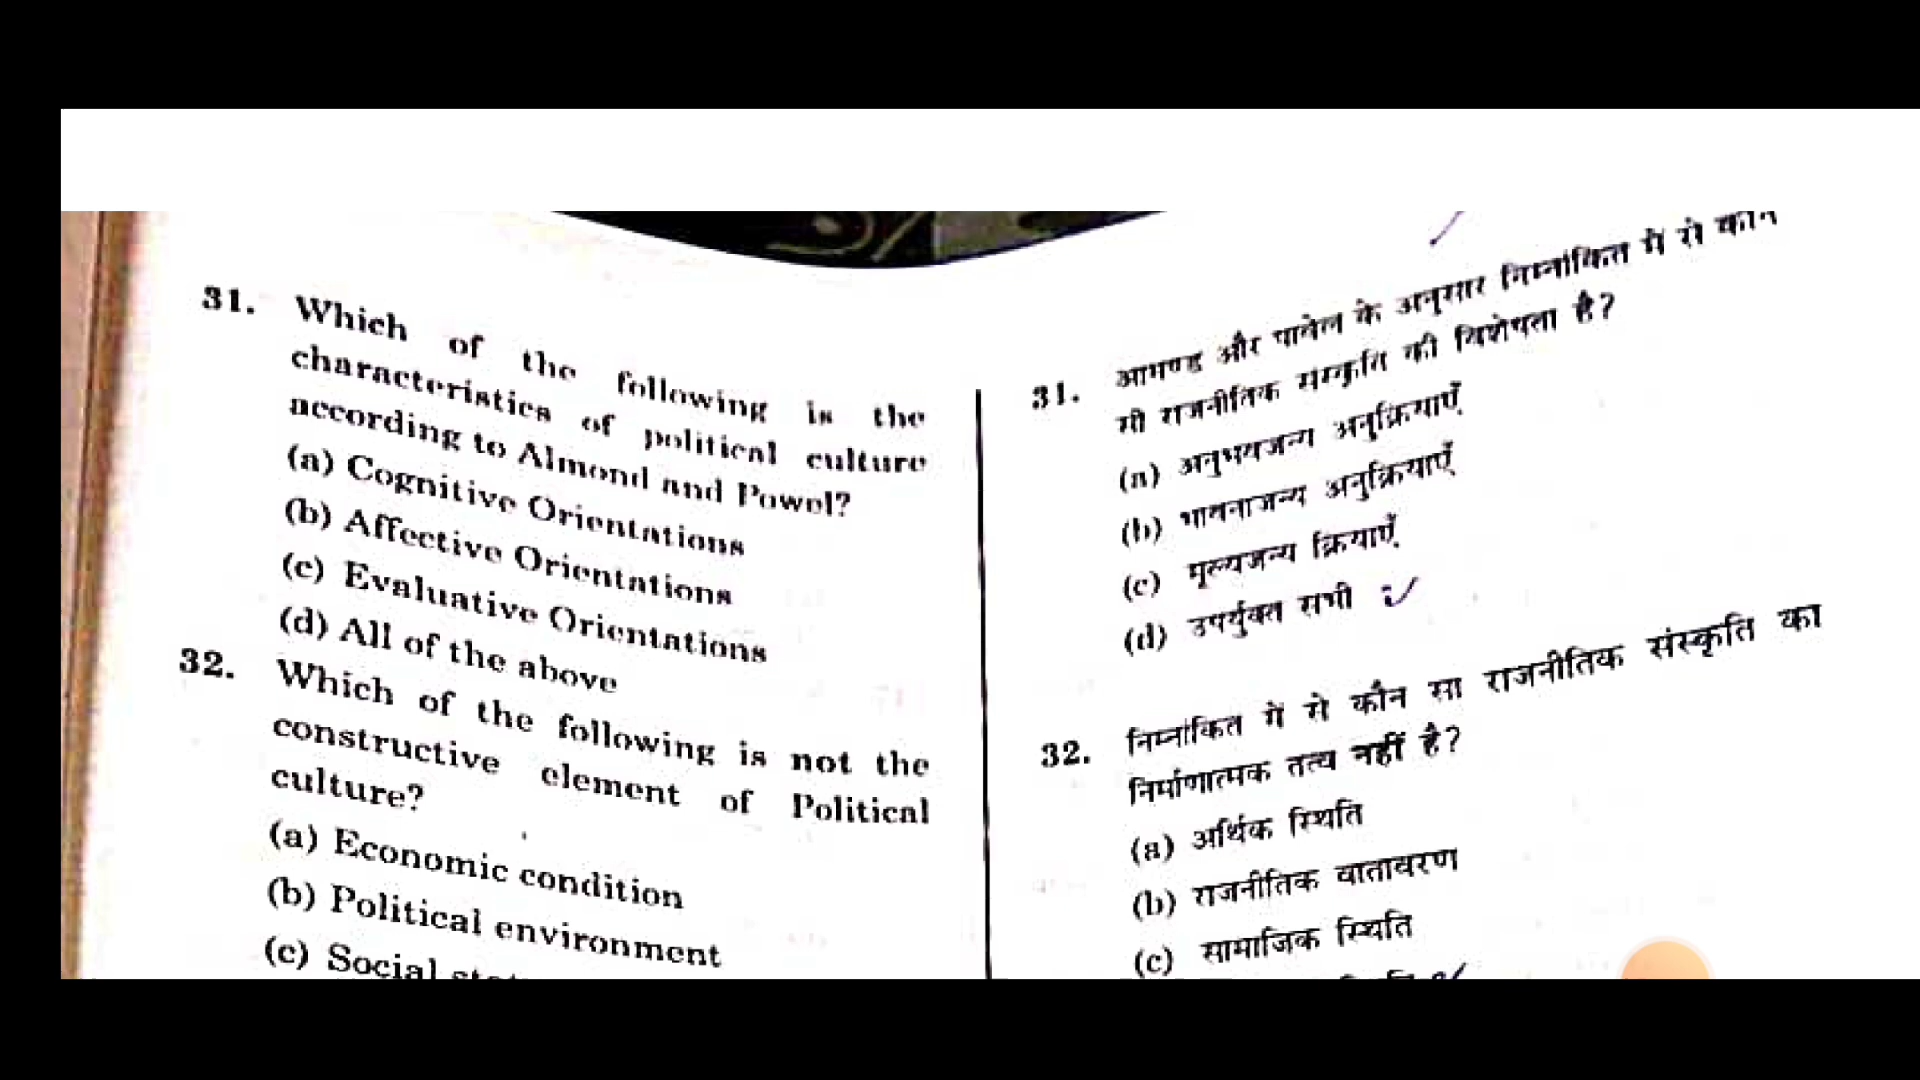 31. Which of the following is the
characteristics of political culture
according to Almond and Powel?
(a) Cognitive Orientations
(b) Affective Orientations
(c) Evaluative Orientations
(d) All of the above
32. Which of the following is not the
constructive element of Political
culture?
(a) Economic condition
(b) Political environment
(c) Social
31. आमण्ड और पावेल के अनुसार निम्नांकित में से कौन
सी राजनीतिक संस्कृति की विशेषता है?
(a) अनुभवजन्य अनुक्रियाएँ
(b) भावनाजन्य अनुक्रियाएँ
(c) मूल्यजन्य क्रियाएँ
(d) उपर्युक्त सभी
32. निम्नांकित में से कौन सा राजनीतिक संस्कृति का
निर्माणात्मक तत्व नहीं है?
(a) अर्थिक स्थिति
(b) राजनीतिक वातावरण
(c) सामाजिक स्थिति